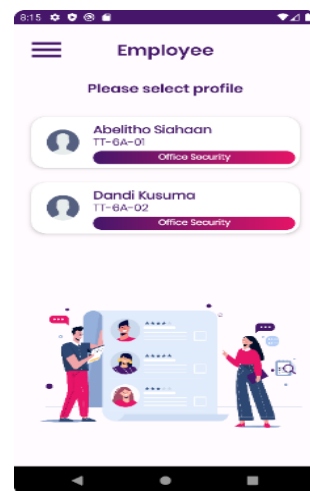 8:15
Employee
Please select profile
Abelitho Siahaan
TT-6A-01
Office Security
Dandi Kusuma
TT-6A-02
Office Security